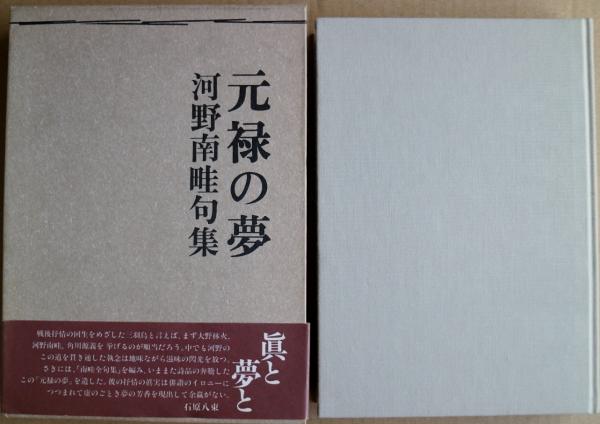 元禄の夢
河野南畦句集
眞と
夢と
戦後抒情の回生をめざした三羽烏と言えば、まず大野林火、
河野南畦、角川源義を挙げるのが順当だろう。中でも河野の
この道を貫き通した執念は地味ながら滋味の閃光を放つ。
さきには、「南畦全句集」を編み、いままた詩品の奔騰した
この「元禄の夢」を遺した。彼の抒情の眞実は俳諧のイロニーに
つつまれて虚のごとき夢の芳香を現出して余蘊がない。
石原八束